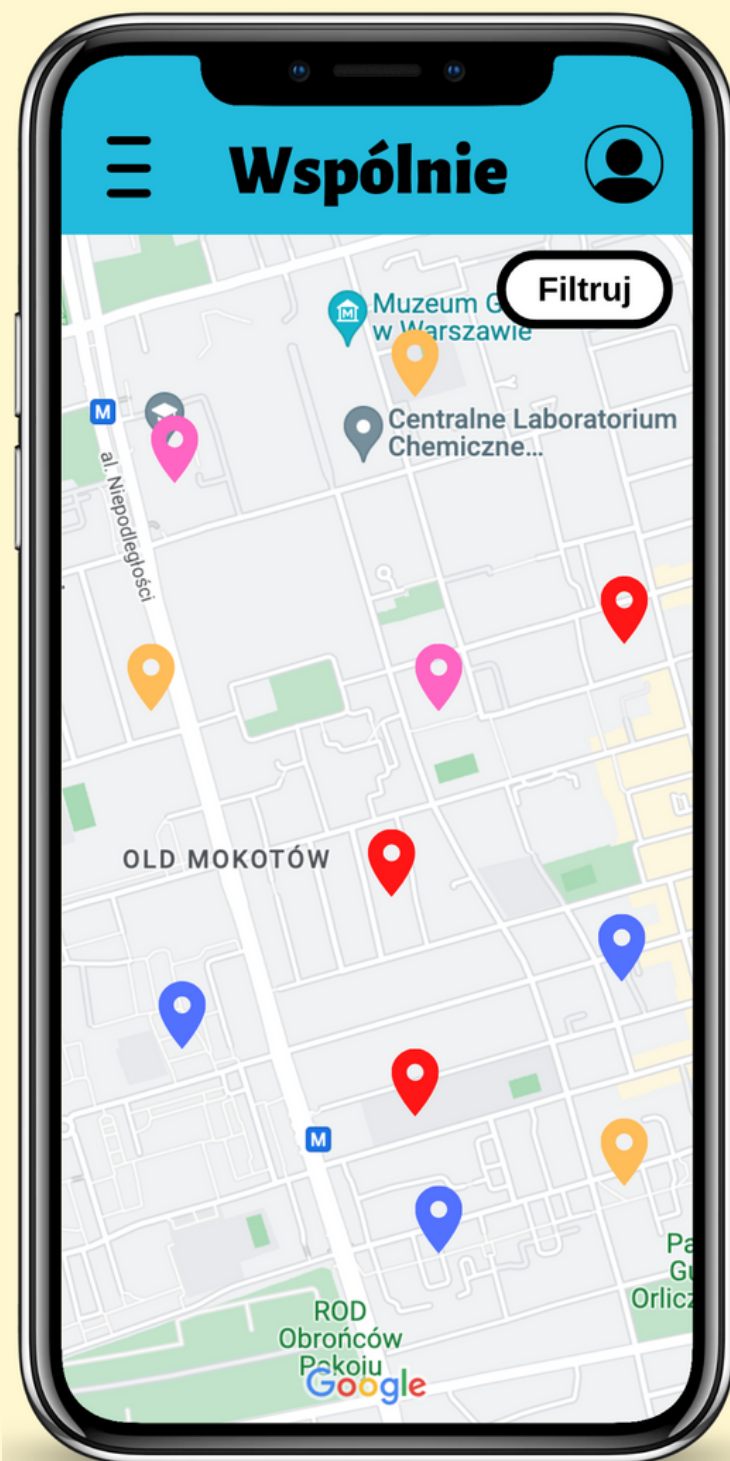 Wspólnie
Filtruj
Muzeum G
w Warszawie
M
Centralne Laboratorium
Chemiczne...
al. Niepodległości
OLD MOKOTÓW
M
Pa
Gu
Orlicz
ROD
Obrońców
Pokoju
Google